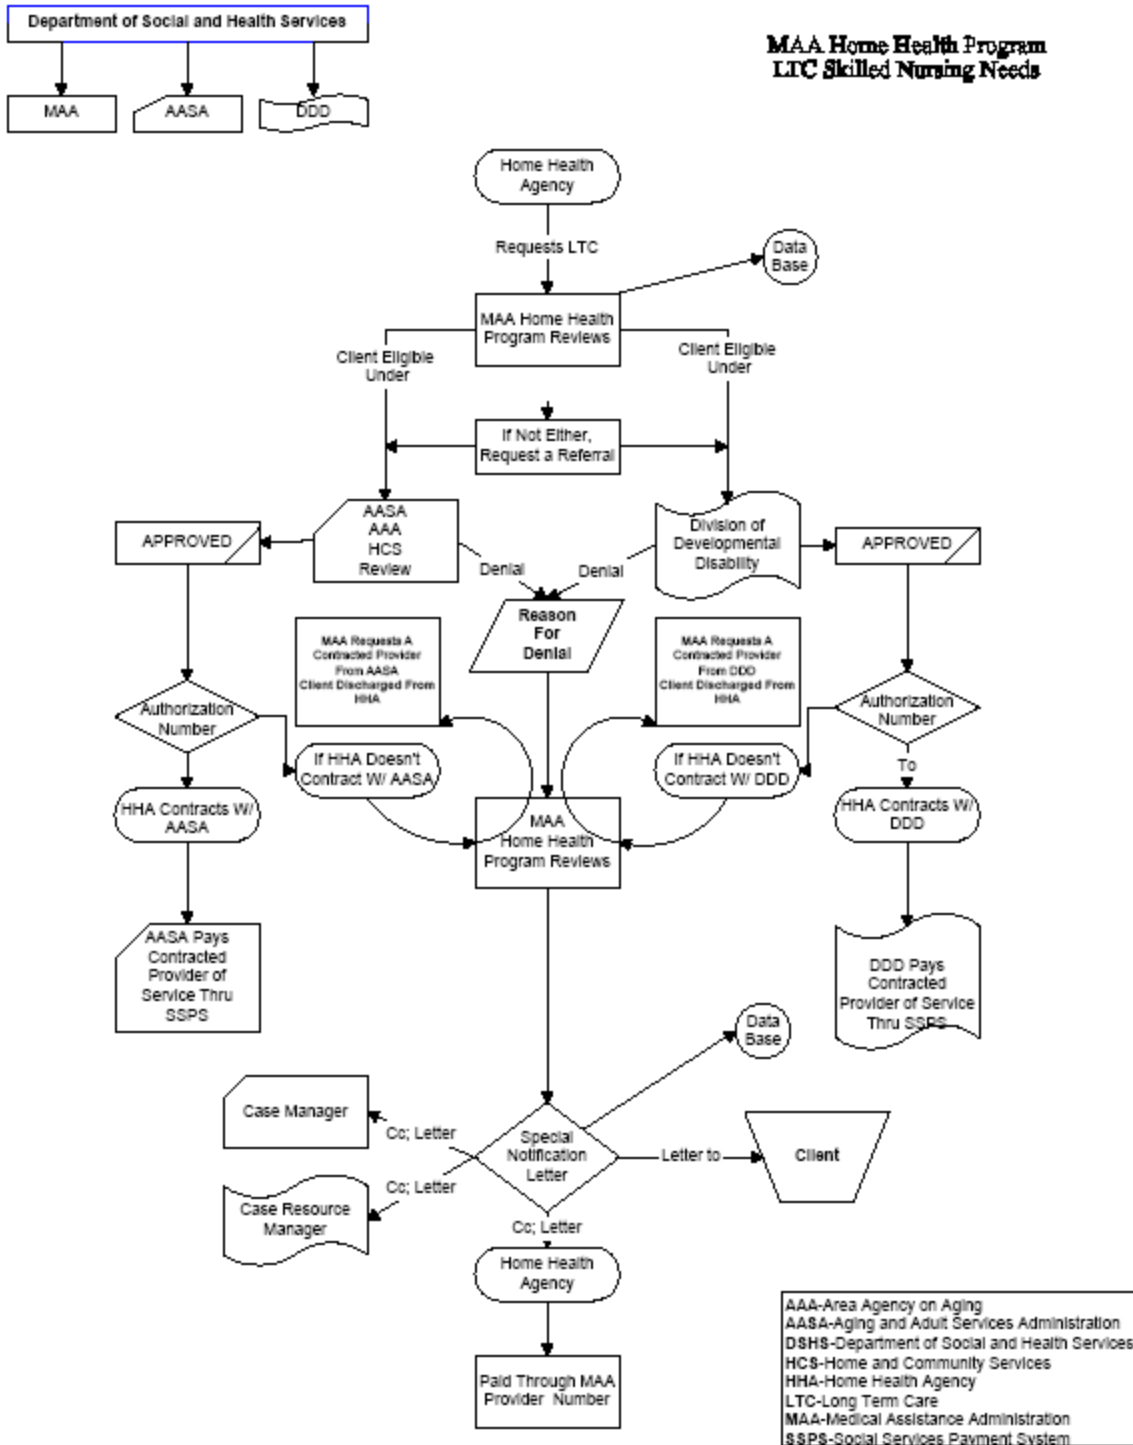 Department of Social and Health Services
MAA Home Health Program
LTC Skilled Nursing Needs
MAA
AASA
DDD
Home Health
Agency
Requests LTC
Data
Base
MAA Home Health
Program Reviews
Client Eligible
Under
Client Eligible
Under
If Not Either,
Request a Referral
AASA
AAA
HCS
Review
Division of
Developmental
Disability
APPROVED
APPROVED
Denial
Denial
Reason
For
Denial
MAA Requests A
Contracted Provider
From AASA
Client Discharged From
HHA
MAA Requests A
Contracted Provider
From DDD
Client Discharged From
HHA
Authorization
Number
Authorization
Number
If HHA Doesn't
Contract W/ AASA
If HHA Doesn't
Contract W/ DDD
To
HHA Contracts W/
AASA
MAA
Home Health
Program Reviews
HHA Contracts W/
DDD
AASA Pays
Contracted
Provider of
Service Thru
SSPS
DDD Pays
Contracted
Provider of Service
Thru SSPS
Data
Base
Case Manager
Cc; Letter
Special
Notification
Letter
Letter to
Client
Cc; Letter
Case Resource
Manager
Cc; Letter
Home Health
Agency
Paid Through MAA
Provider Number
AAA-Area Agency on Aging
AASA-Aging and Adult Services Administration
DSHS-Department of Social and Health Services
HCS-Home and Community Services
HHA-Home Health Agency
LTC-Long Term Care
MAA-Medical Assistance Administration
SSPS-Social Services Payment System